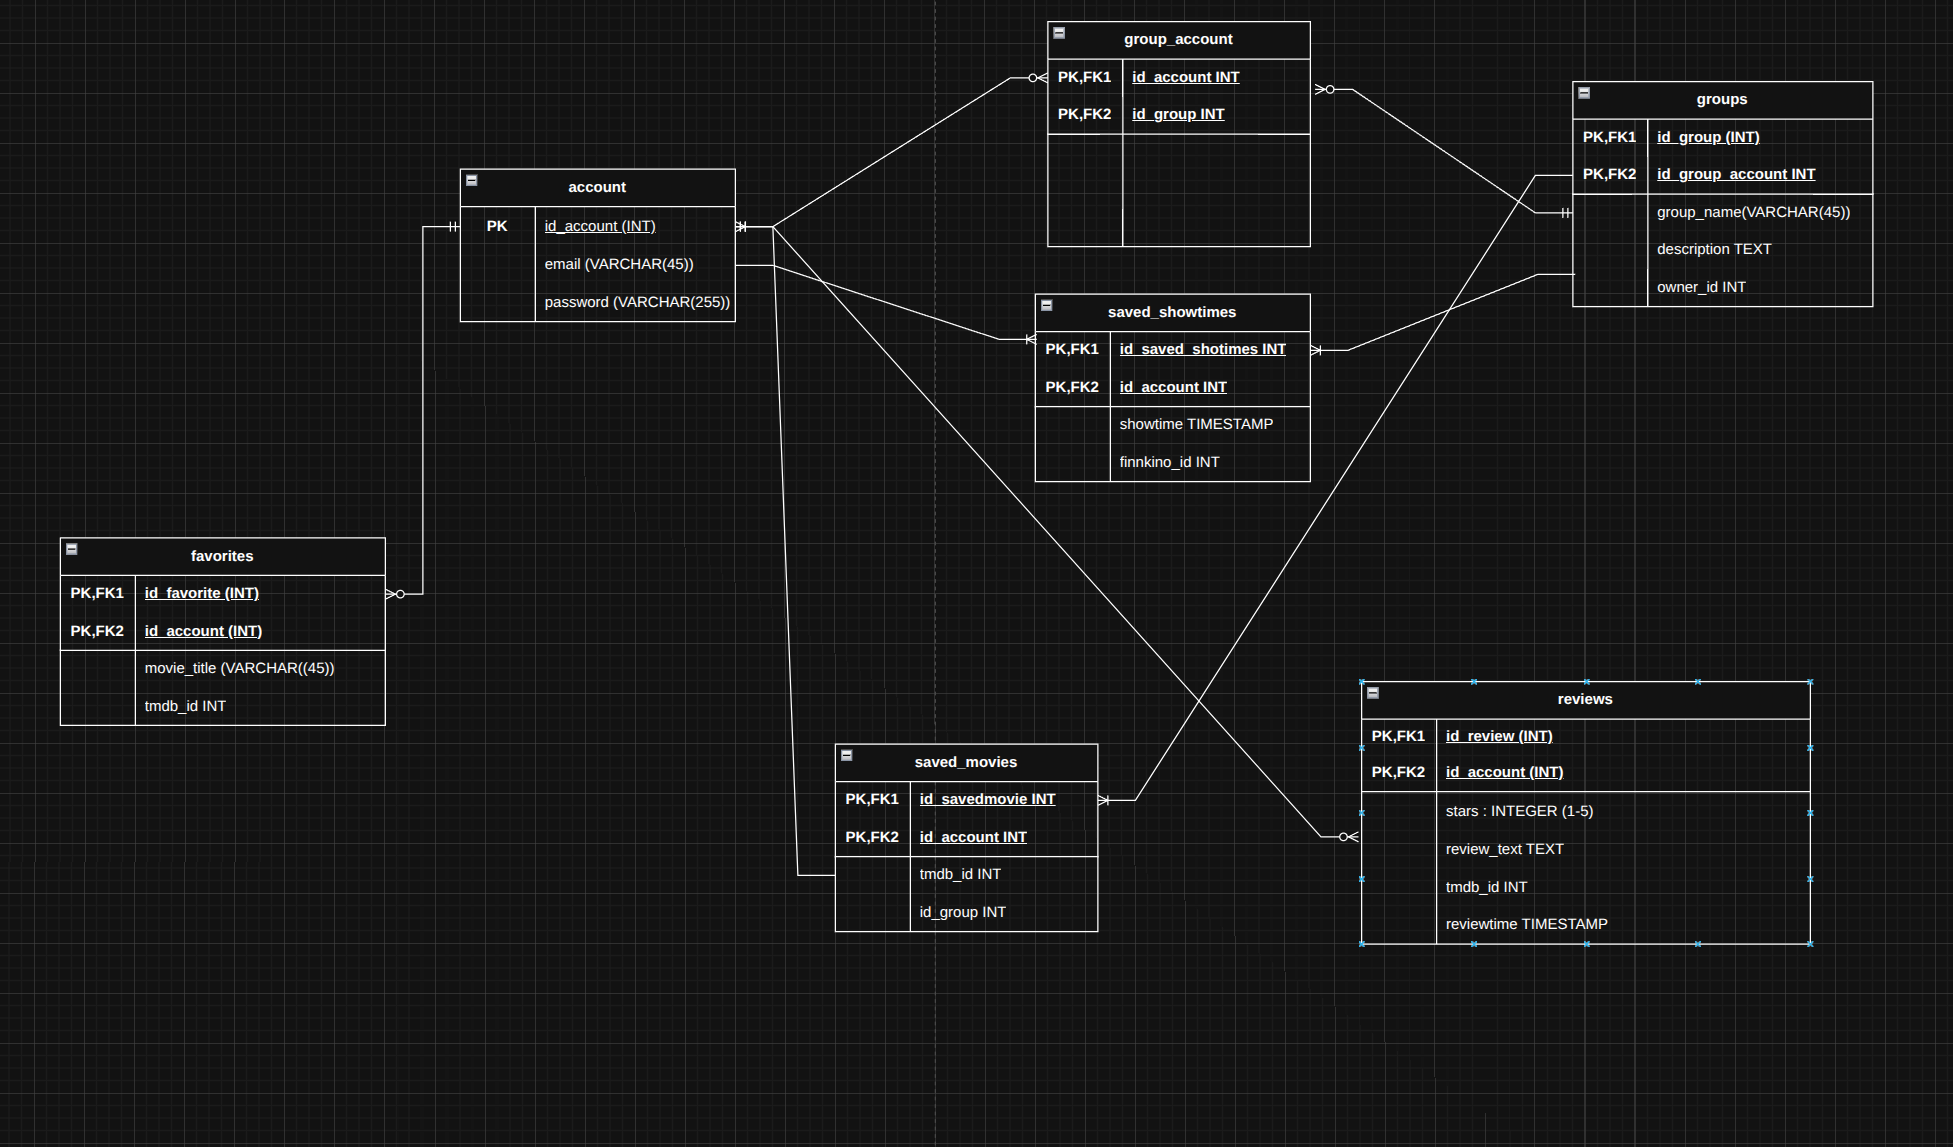 group_account
PK,FK1 id_account INT
PK,FK2 id_group INT
groups
PK,FK1 id_group (INT)
PK,FK2 id_group_account INT
group_name(VARCHAR(45))
description TEXT
owner_id INT
account
PK id_account (INT)
email (VARCHAR(45))
password (VARCHAR(255))
saved_showtimes
PK,FK1 id_saved_shotimes INT
PK,FK2 id_account INT
showtime TIMESTAMP
finnkino_id INT
favorites
PK,FK1 id_favorite (INT)
PK,FK2 id_account (INT)
movie_title (VARCHAR((45))
tmdb_id INT
reviews
PK,FK1 id_review (INT)
PK,FK2 id_account (INT)
stars : INTEGER (1-5)
review_text TEXT
tmdb_id INT
reviewtime TIMESTAMP
saved_movies
PK,FK1 id_savedmovie INT
PK,FK2 id_account INT
tmdb_id INT
id_group INT